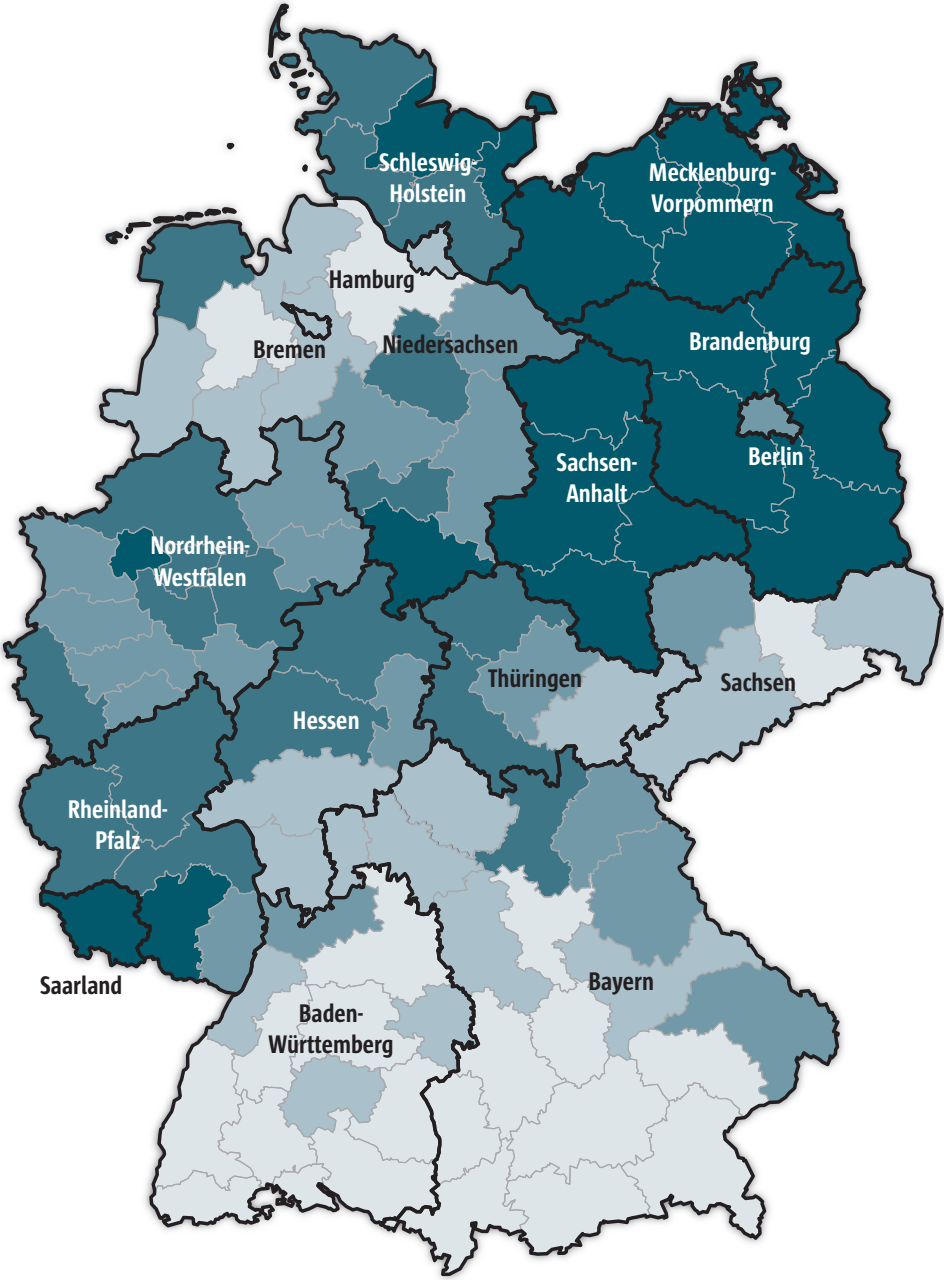 Schleswig-
Holstein
Mecklenburg-
Vorpommern
Hamburg
Bremen
Niedersachsen
Brandenburg
Berlin
Sachsen-
Anhalt
Nordrhein-
Westfalen
Thüringen
Sachsen
Hessen
Rheinland-
Pfalz
Saarland
Bayern
Baden-
Württemberg